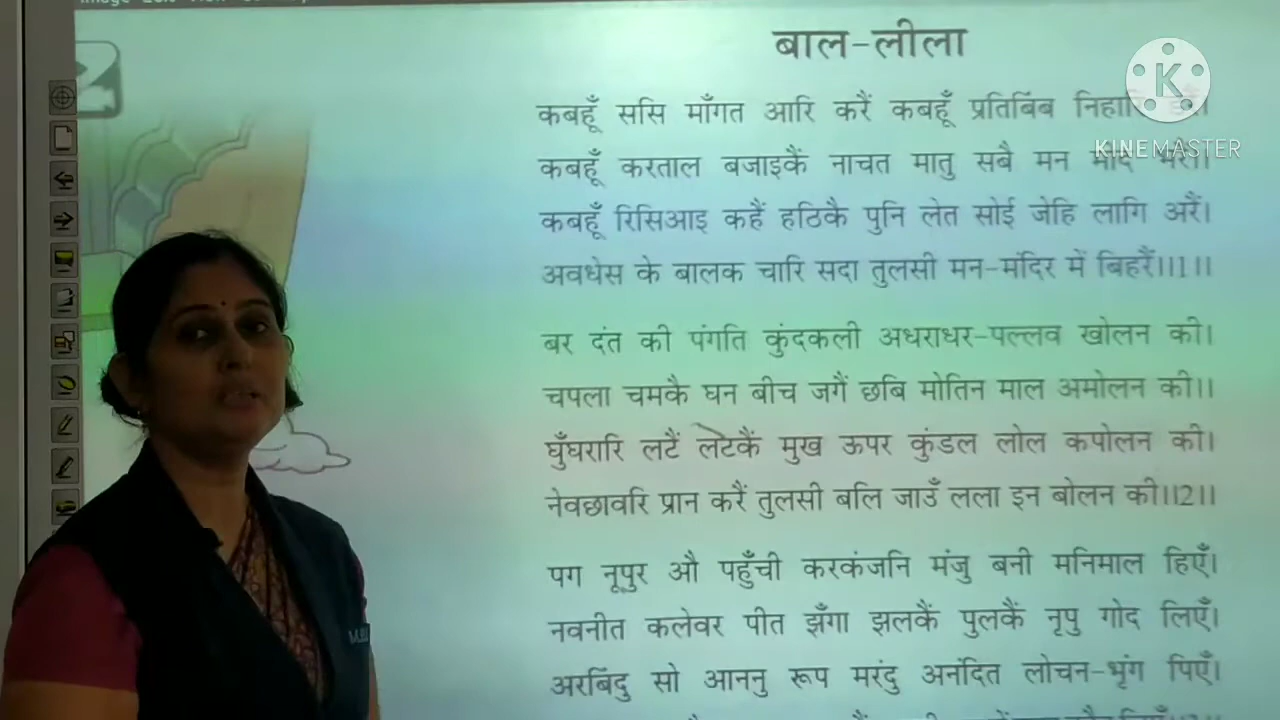 Image Edit View
बाल-लीला
K
KINEMASTER
कबहूँ ससि माँगत आरि करैं कबहूँ प्रतिबिंब
कबहूँ करताल बजाइकैं नाचत मातु सबै मन मोद
कबहूँ रिसिआइ कहैं हठिकै पुनि लेत सोई जेहि लागि अरैं।
अवधेस के बालक चारि सदा तुलसी मन-मंदिर में बिहरैं।।1।।
बर दंत की पंगति कुंदकली अधराधर-पल्लव खोलन की।
चपला चमकै घन बीच जगैं छबि मोतिन माल अमोलन की।।
घुँघरारि लटैं लटकैं मुख ऊपर कुंडल लोल कपोलन की।
नेवछावरि प्रान करैं तुलसी बलि जाउँ लला इन बोलन की।।2।।
पग नूपुर औ पहुँची करकंजनि मंजु बनी मनिमाल हिएँ।
नवनीत कलेवर पीत झँगा झलकैं पुलकैं नृपु गोद लिएँ।
अरबिंदु सो आननु रूप मरंदु अनंदित लोचन-भृंग पिएँ।